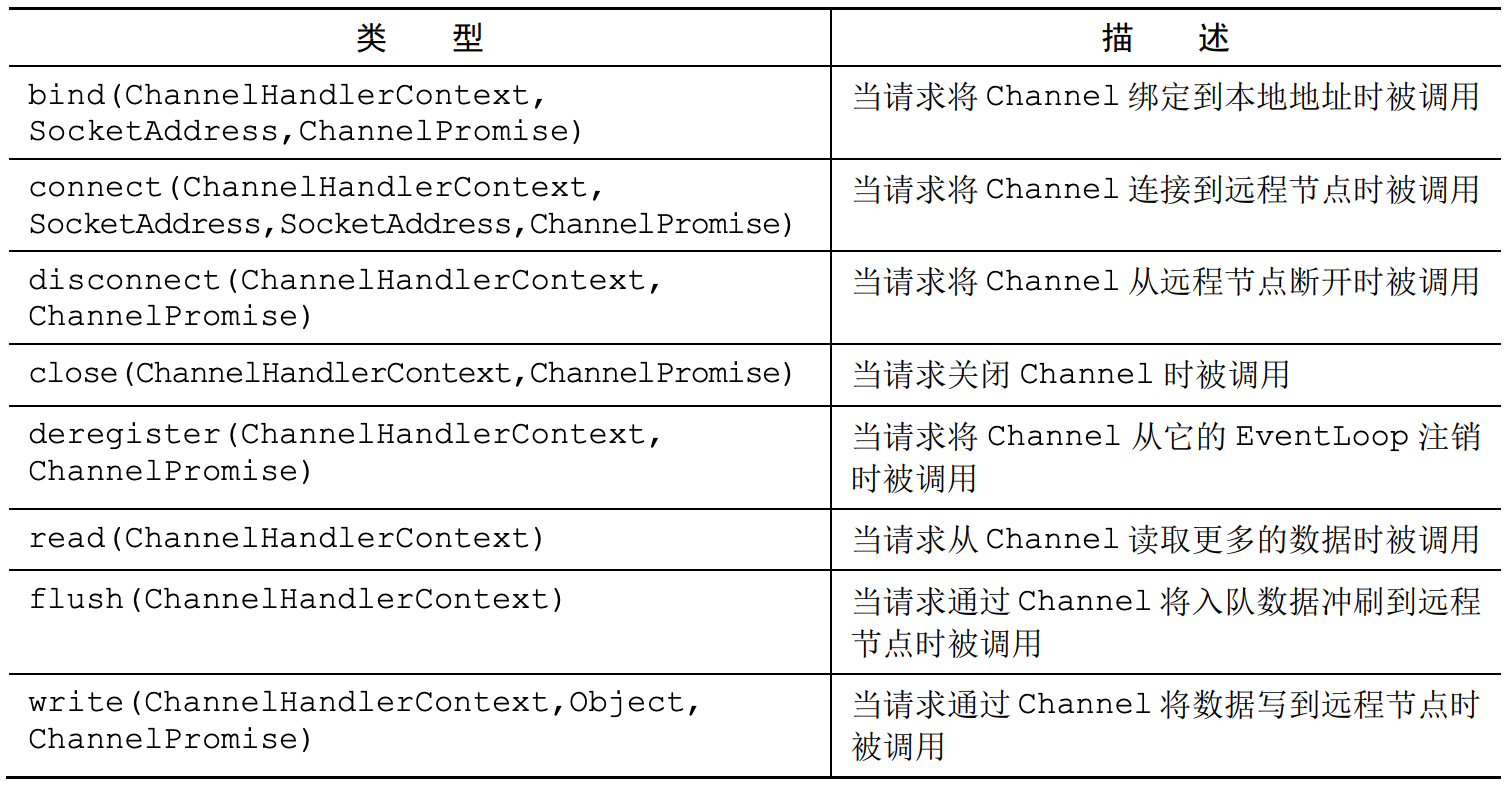 类 型 描 述
bind(ChannelHandlerContext, 当请求将 Channel 绑定到本地地址时被调用
SocketAddress,ChannelPromise)
connect(ChannelHandlerContext, 当请求将 Channel 连接到远程节点时被调用
SocketAddress,SocketAddress,ChannelPromise)
disconnect(ChannelHandlerContext, 当请求将 Channel 从远程节点断开时被调用
ChannelPromise)
close(ChannelHandlerContext,ChannelPromise) 当请求关闭 Channel 时被调用
deregister(ChannelHandlerContext, 当请求将 Channel 从它的 EventLoop 注销
ChannelPromise) 时被调用
read(ChannelHandlerContext) 当请求从 Channel 读取更多的数据时被调用
flush(ChannelHandlerContext) 当请求通过 Channel 将入队数据冲刷到远程
节点时被调用
write(ChannelHandlerContext,Object, 当请求通过 Channel 将数据写到远程节点时
ChannelPromise) 被调用